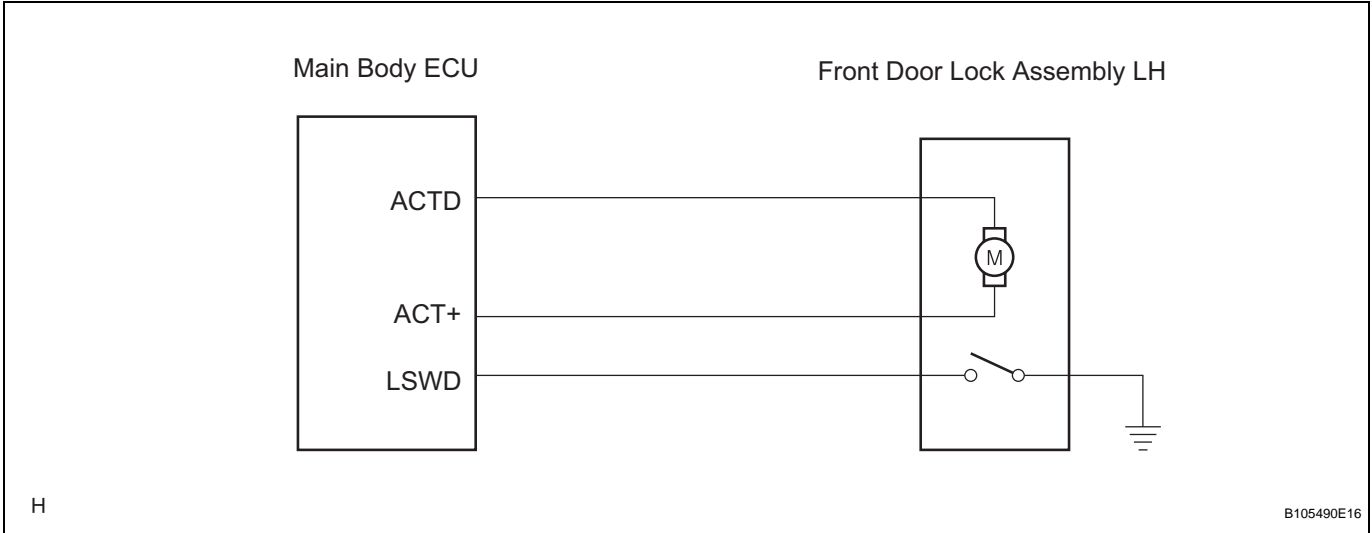 Main Body ECU
Front Door Lock Assembly LH
ACTD
M
ACT+
LSWD
H
B105490E16